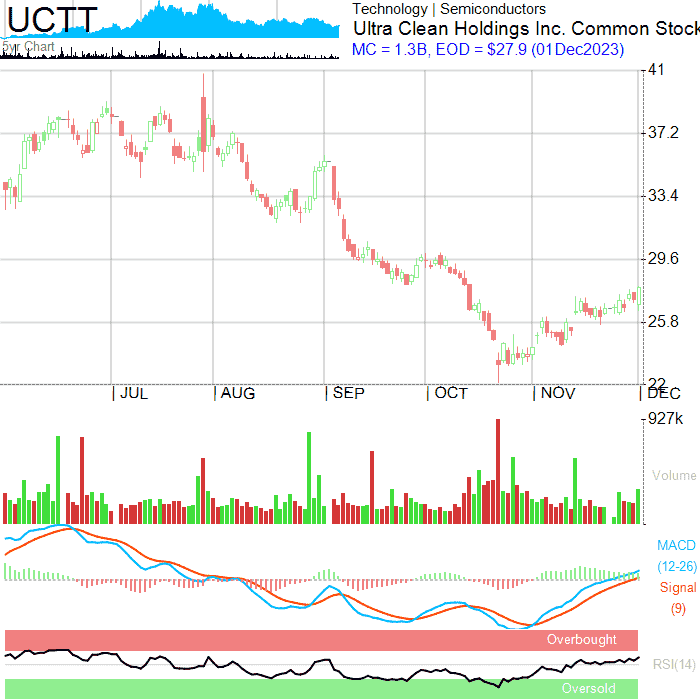 UCTT
5yr Chart
Technology | Semiconductors
Ultra Clean Holdings Inc. Common Stock
MC = 1.3B, EOD = $27.9 (01Dec2023)
41
37.2
33.4
29.6
25.8
22
JUL
AUG
SEP
OCT
NOV
DEC
927k
Volume
MACD
(12-26)
Signal
(9)
Overbought
RSI(14)
Oversold